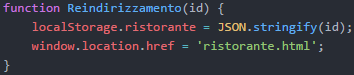 function Reindirizzamento(id) {
    localStorage.ristorante = JSON.stringify(id);
    window.location.href = 'ristorante.html';
}